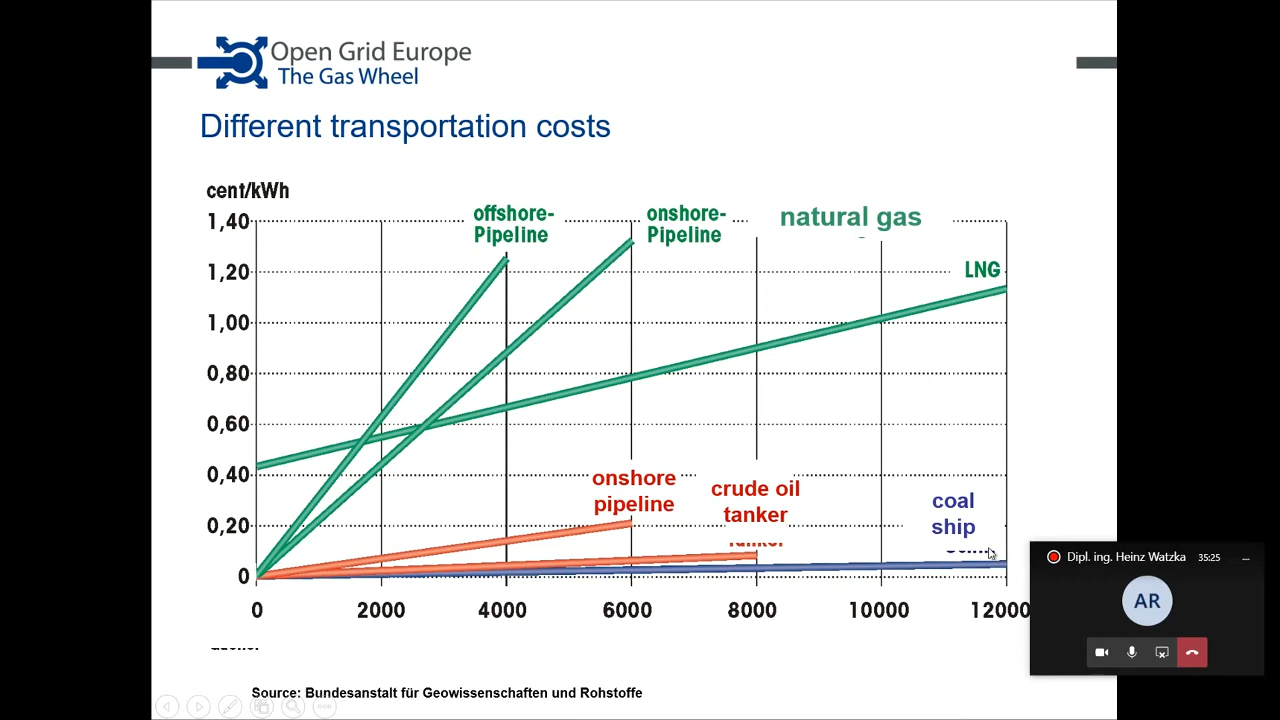 Open Grid Europe
The Gas Wheel
Different transportation costs
cent/kWh
1,40
1,20
1,00
0,80
0,60
0,40
0,20
0
offshore-
Pipeline
onshore-
Pipeline
natural gas
LNG
onshore
pipeline
crude oil
tanker
coal
ship
0
2000
4000
6000
8000
10000
12000
Source: Bundesanstalt für Geowissenschaften und Rohstoffe
Dipl. ing. Heinz Watzka
35:25
AR